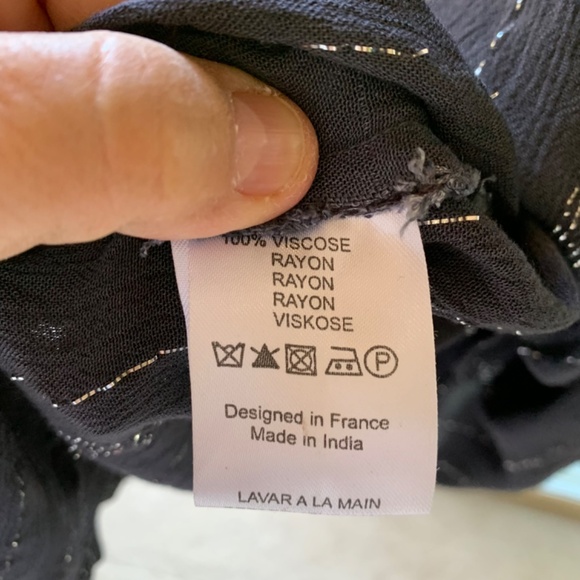 100% VISCOSE
RAYON
RAYON
RAYON
VISKOSE
P
Designed in France
Made in India
LAVAR A LA MAIN